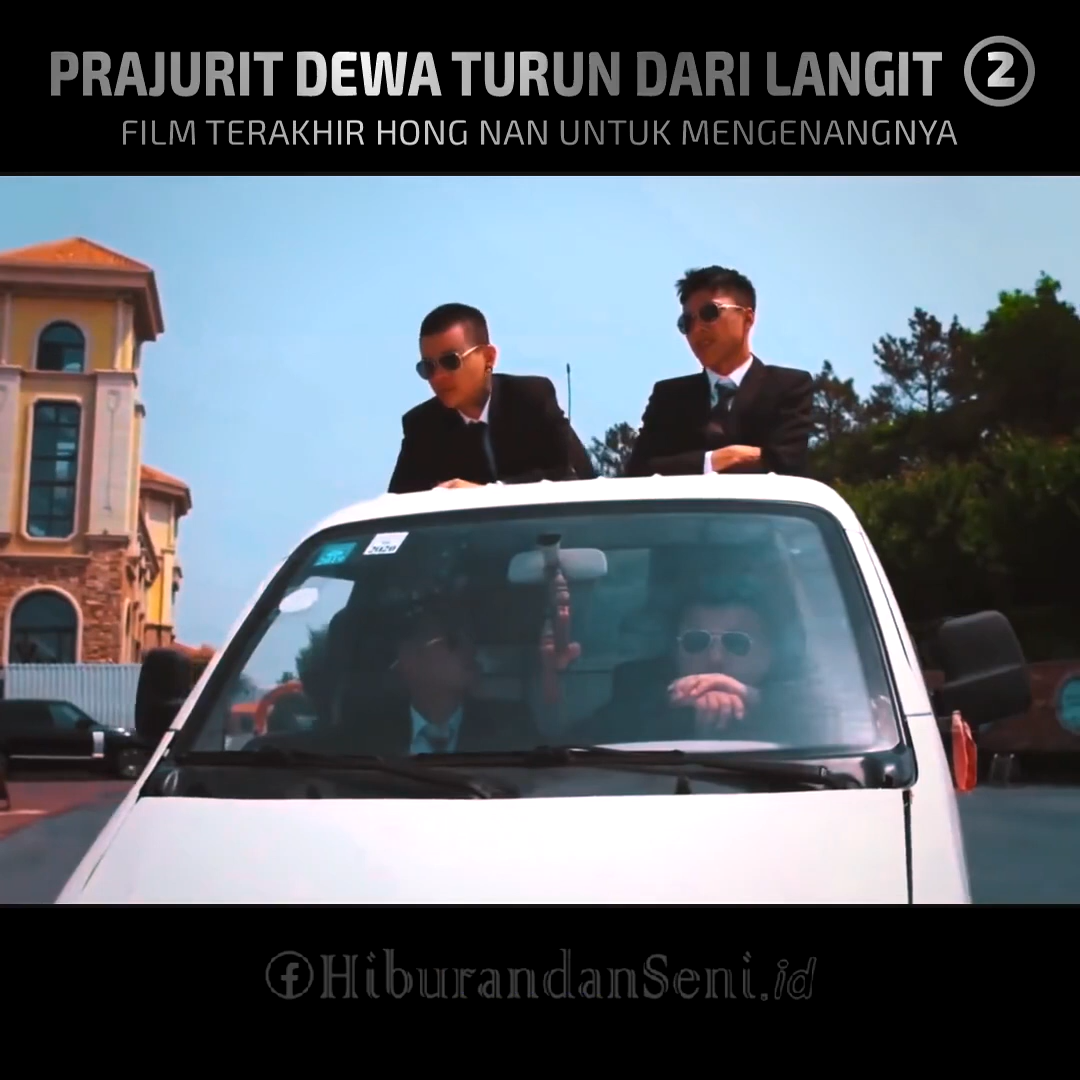 PRAJURIT DEWA TURUN DARI LANGIT 2
FILM TERAKHIR HONG NAN UNTUK MENGENANGNYA
HiburandanSeni.id